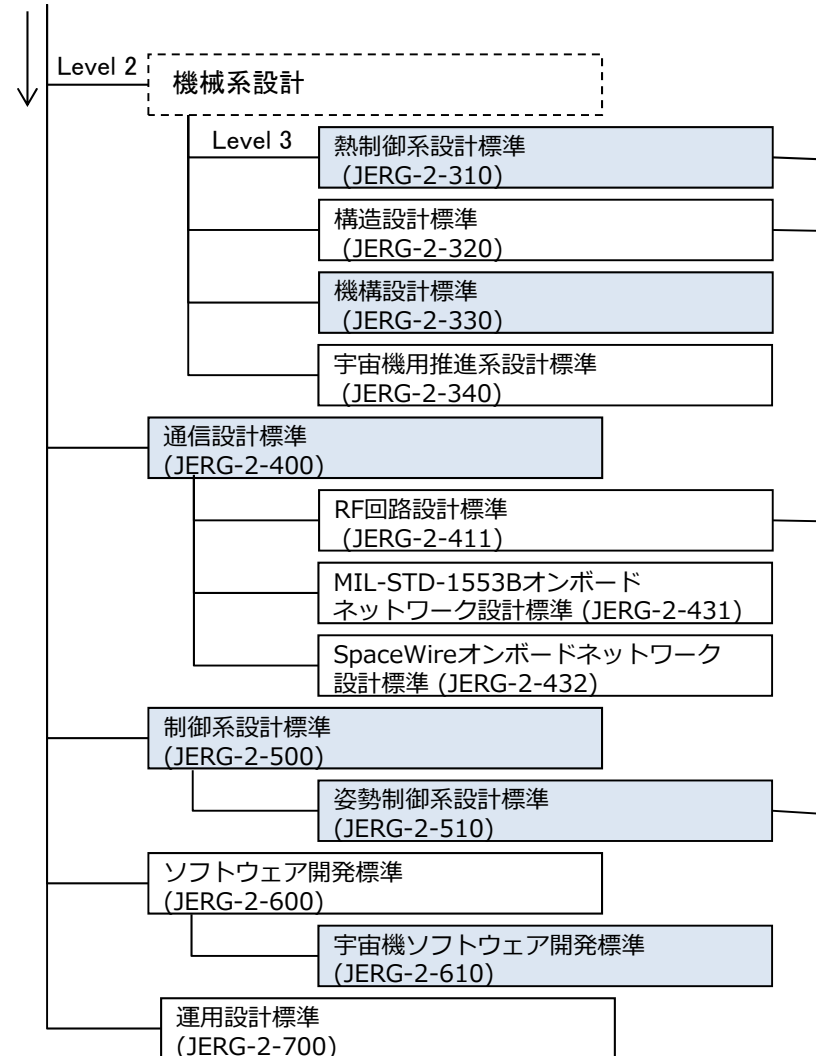 Level 2
機械系設計
Level 3
熱制御系設計標準
(JERG-2-310)
構造設計標準
(JERG-2-320)
機構設計標準
(JERG-2-330)
宇宙機用推進系設計標準
(JERG-2-340)
通信設計標準
(JERG-2-400)
RF回路設計標準
(JERG-2-411)
MIL-STD-1553Bオンボード
ネットワーク設計標準 (JERG-2-431)
SpaceWireオンボードネットワーク
設計標準 (JERG-2-432)
制御系設計標準
(JERG-2-500)
姿勢制御系設計標準
(JERG-2-510)
ソフトウェア開発標準
(JERG-2-600)
宇宙機ソフトウェア開発標準
(JERG-2-610)
運用設計標準
(JERG-2-700)